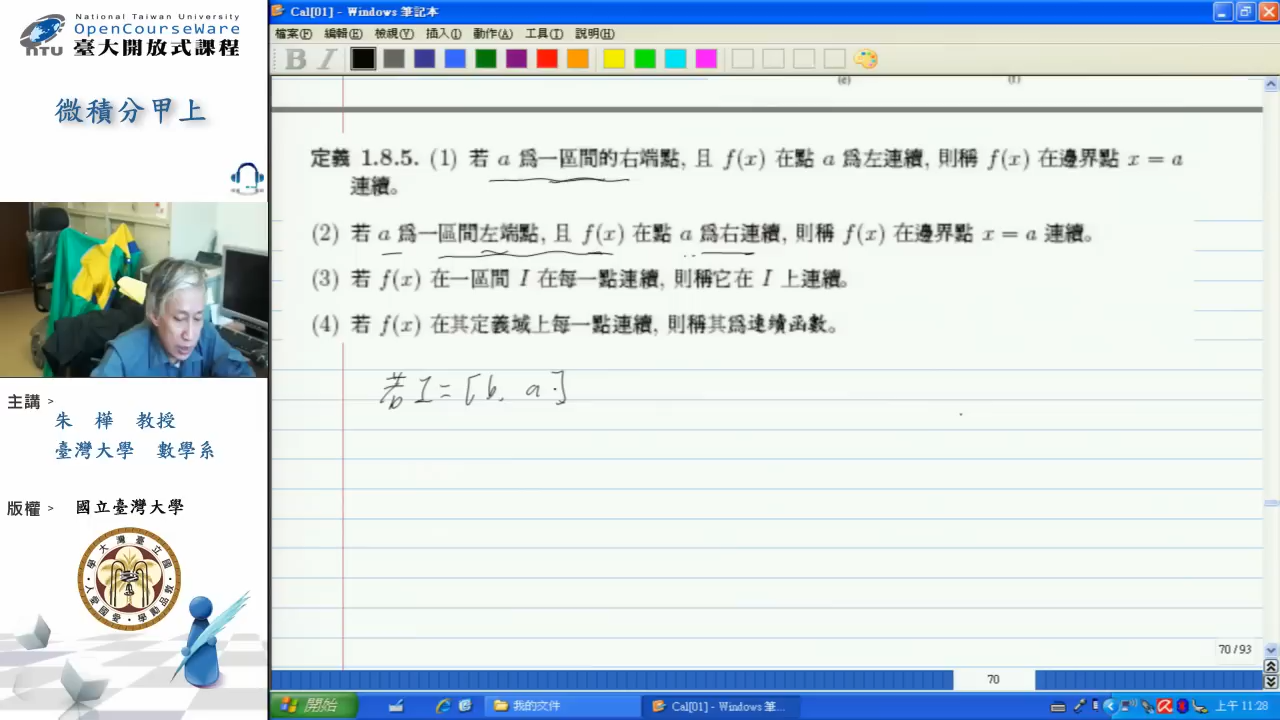 National Taiwan University
OpenCourseWare
臺大開放式課程
NTU
微積分甲上
主講 >
朱 樺 教授
臺灣大學 數學系
版權 >
國立臺灣大學
Cal[01] - Windows 筆記本
檔案(F) 編輯(E) 檢視(V) 插入(I) 動作(A) 工具(T) 說明(H)
B I
(e) (f)
定義 1.8.5. (1) 若 a 為一區間的右端點, 且 f(x) 在點 a 為左連續, 則稱 f(x) 在邊界點 x = a
連續。
(2) 若 a 為一區間左端點, 且 f(x) 在點 a 為右連續, 則稱 f(x) 在邊界點 x = a 連續。
(3) 若 f(x) 在一區間 I 在每一點連續, 則稱它在 I 上連續。
(4) 若 f(x) 在其定義域上每一點連續, 則稱其為連續函數。
若 I = [b, a]
70 / 93
70
開始 我的文件 Cal[01] - Windows 筆... 上午 11:28